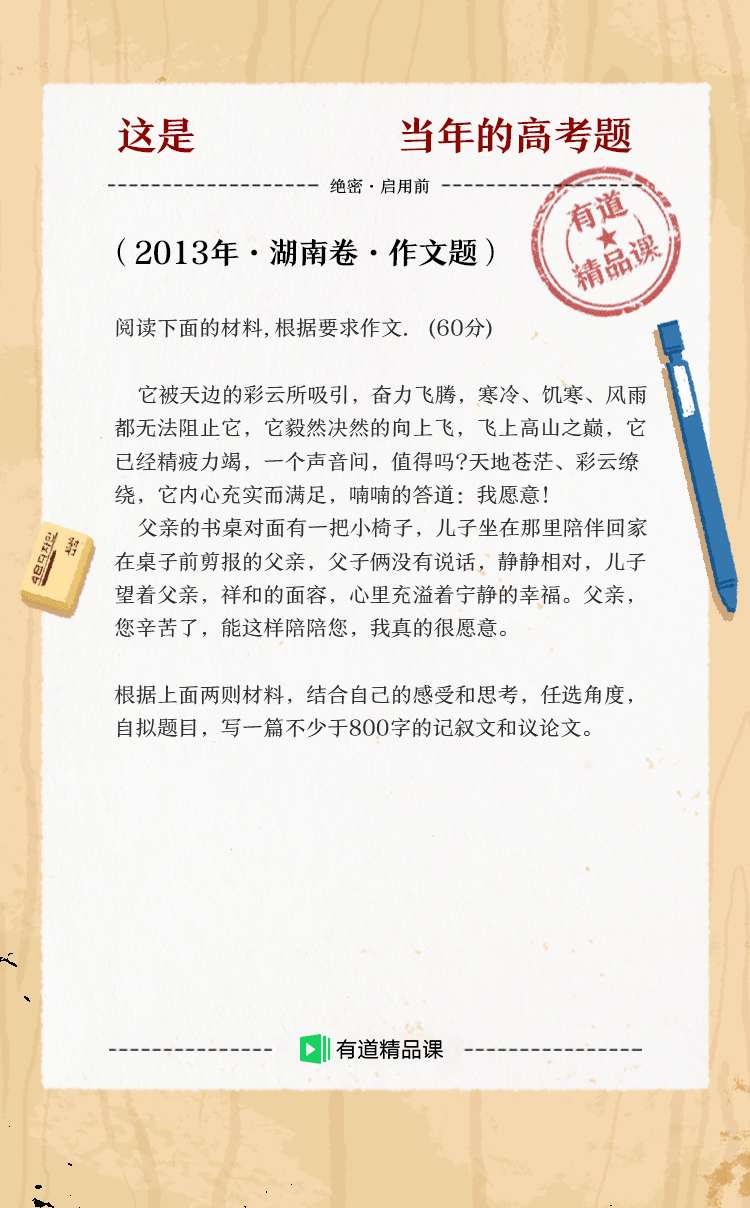 这是 当年的高考题
绝密·启用前
有道
精品课
（2013年·湖南卷·作文题）
阅读下面的材料,根据要求作文. (60分)
它被天边的彩云所吸引，奋力飞腾，寒冷、饥寒、风雨
都无法阻止它，它毅然决然的向上飞，飞上高山之巅，它
已经精疲力竭，一个声音问，值得吗?天地苍茫、彩云缭
绕，它内心充实而满足，喃喃的答道：我愿意!
父亲的书桌对面有一把小椅子，儿子坐在那里陪伴回家
在桌子前剪报的父亲，父子俩没有说话，静静相对，儿子
望着父亲，祥和的面容，心里充溢着宁静的幸福。父亲，
您辛苦了，能这样陪陪您，我真的很愿意。
根据上面两则材料，结合自己的感受和思考，任选角度，
自拟题目，写一篇不少于800字的记叙文和议论文。
有道精品课